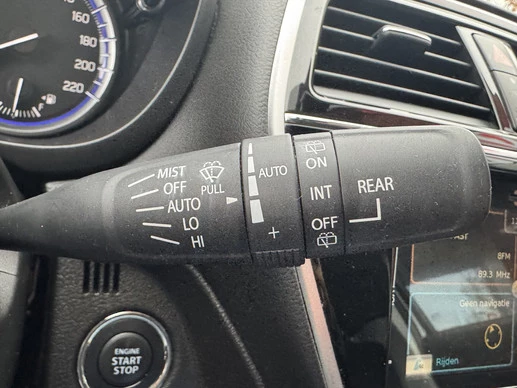 160
180
200
220
MIST
OFF
AUTO
LO
HI
PULL
AUTO
+
ON
INT
OFF
REAR
ENGINE
START
STOP
8FM
89.3 MHz
Geen navigatie
Rijden